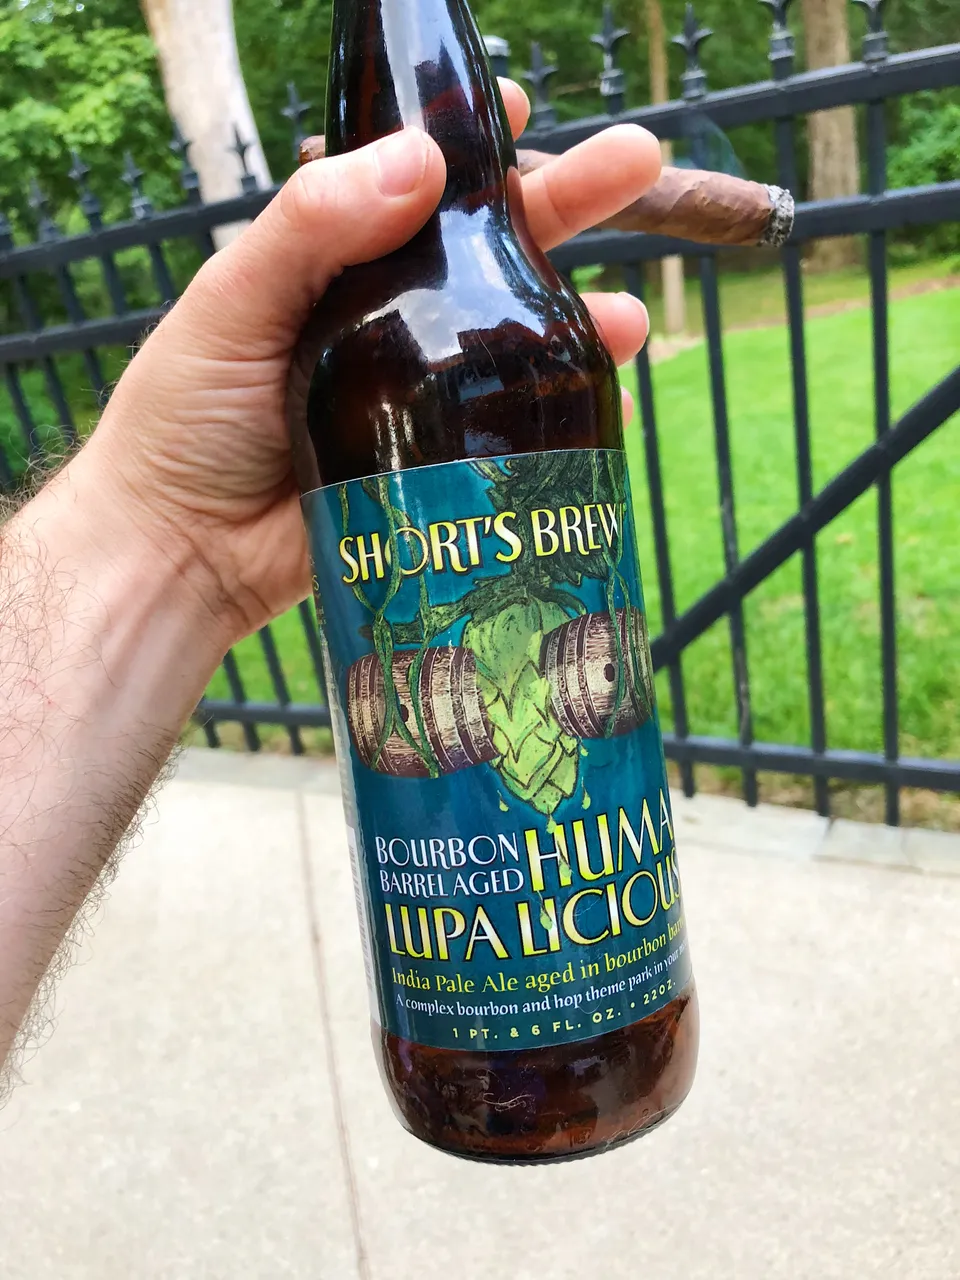 SHORT'S BREW
BOURBON
BARREL AGED
HUMA
LUPA LICIOUS
India Pale Ale aged in bourbon
A complex bourbon and hop theme park in your
1 PT. & 6 FL. OZ. • 22OZ.